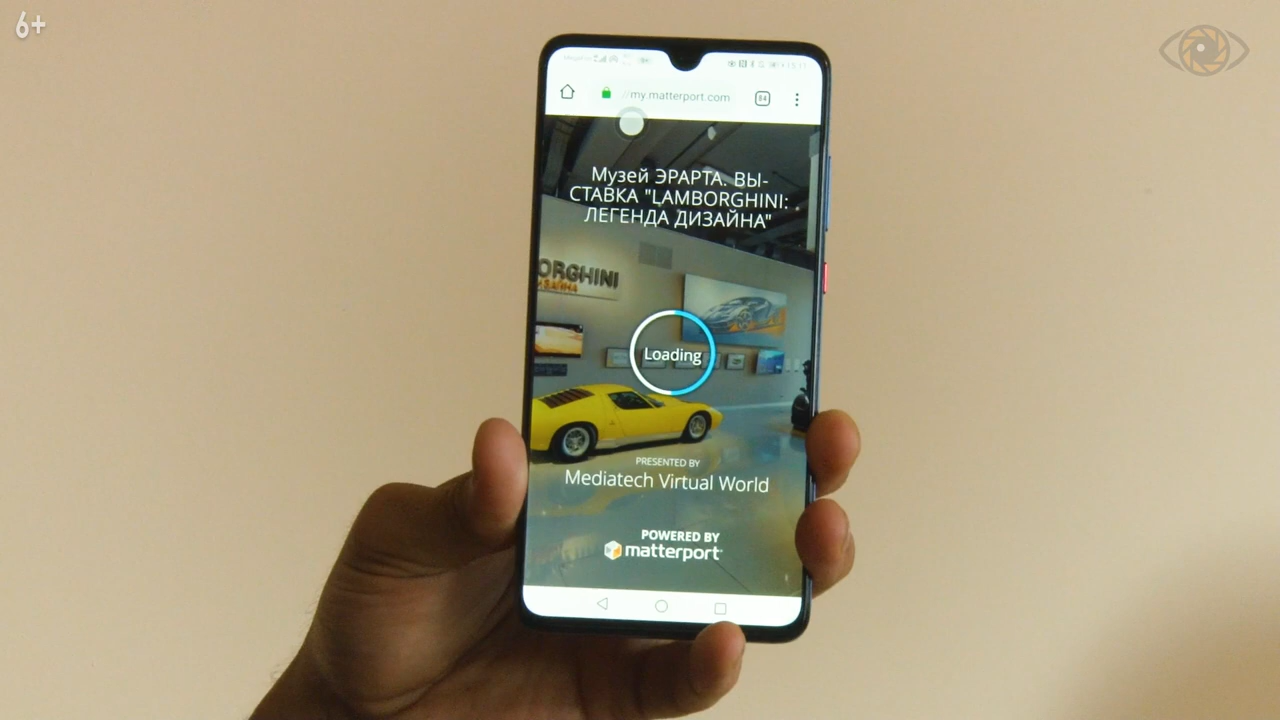 6+
my.matterport.com
84
Музей ЭРАРТА. ВЫ-
СТАВКА "LAMBORGHINI:
ЛЕГЕНДА ДИЗАЙНА"
ORGHINI
Loading
PRESENTED BY
Mediatech Virtual World
POWERED BY
matterport